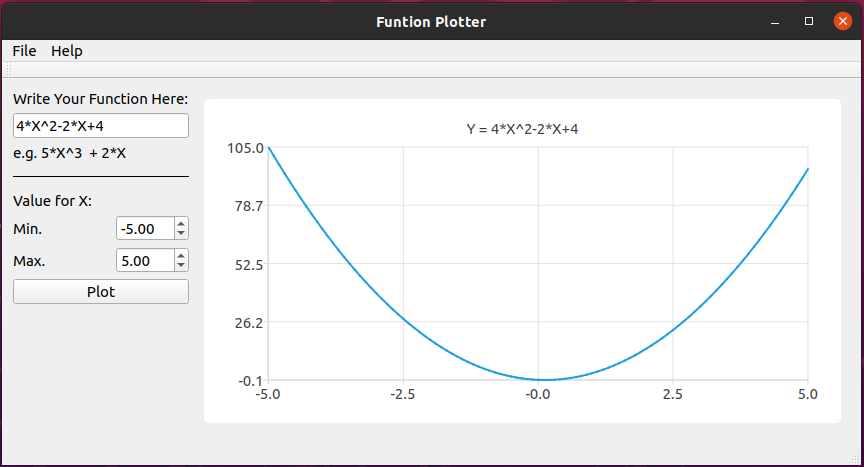 Funtion Plotter
File Help
Write Your Function Here:
4*X^2-2*X+4
e.g. 5*X^3 + 2*X
Value for X:
Min. -5.00
Max. 5.00
Plot
Y = 4*X^2-2*X+4
105.0
78.7
52.5
26.2
-0.1
-5.0 -2.5 -0.0 2.5 5.0